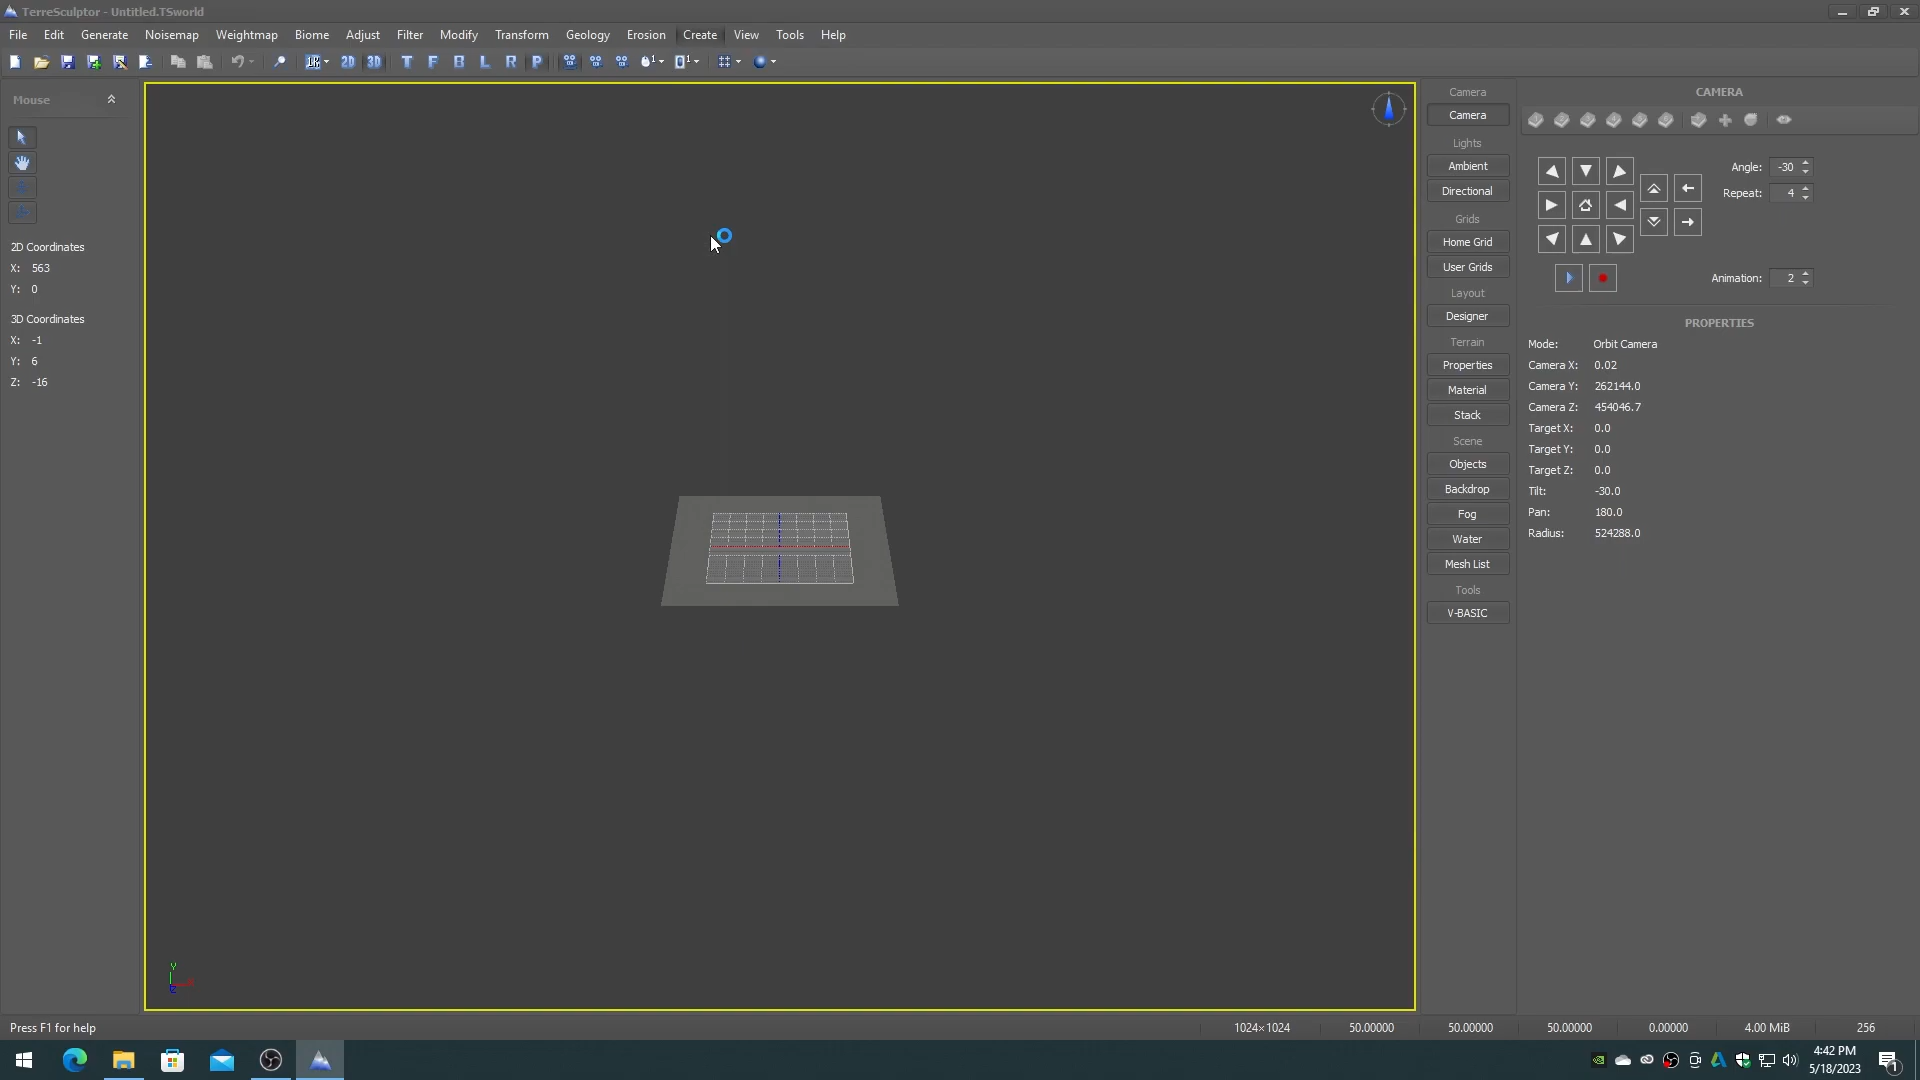 TerreSculptor - Untitled.TSworld
File Edit Generate Noisemap Weightmap Biome Adjust Filter Modify Transform Geology Erosion Create View Tools Help
1K 2D 3D T F B L R P 1 1
Mouse
2D Coordinates
X: 563
Y: 0
3D Coordinates
X: -1
Y: 6
Z: -16
Y
Z
Camera
Camera
Lights
Ambient
Directional
Grids
Home Grid
User Grids
Layout
Designer
Terrain
Properties
Material
Stack
Scene
Objects
Backdrop
Fog
Water
Mesh List
Tools
V-BASIC
CAMERA
Angle: -30
Repeat: 4
Animation: 2
PROPERTIES
Mode: Orbit Camera
Camera X: 0.02
Camera Y: 262144.0
Camera Z: 454046.7
Target X: 0.0
Target Y: 0.0
Target Z: 0.0
Tilt: -30.0
Pan: 180.0
Radius: 524288.0
Press F1 for help
1024×1024 50.00000 50.00000 50.00000 0.00000 4.00 MiB 256
4:42 PM
5/18/2023
1